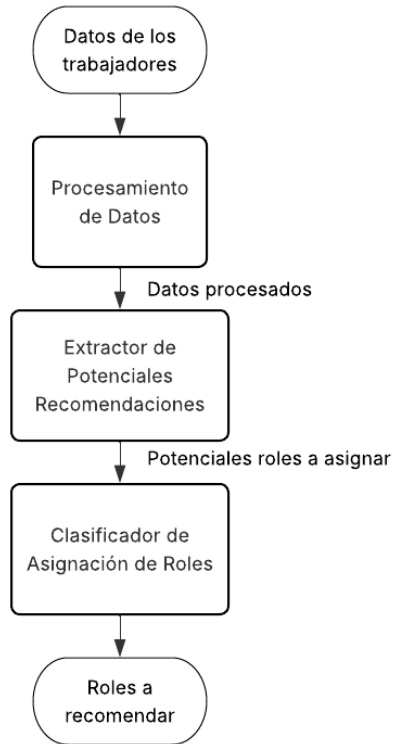 Datos de los
trabajadores
Procesamiento
de Datos
Datos procesados
Extractor de
Potenciales
Recomendaciones
Potenciales roles a asignar
Clasificador de
Asignación de Roles
Roles a
recomendar